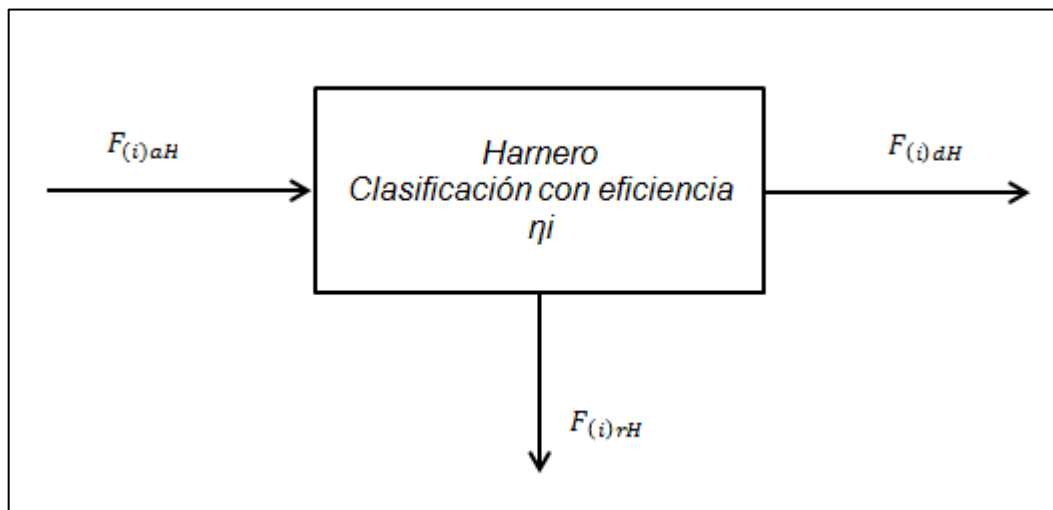 F(i)aH
Harnero
Clasificación con eficiencia
ηi
F(i)dH
F(i)rH